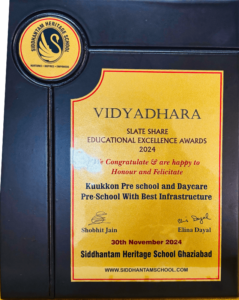 SIDDHANTAM HERITAGE SCHOOL
VIDYADHARA
SLATE SHARE
EDUCATIONAL EXCELLENCE AWARDS
2024
We Congratulate & are happy to
Honour and Felicitate
Kuukkon Pre school and Daycare
Pre-School With Best Infrastructure
Shobhit Jain
Elina Dayal
30th November 2024
Siddhantam Heritage School Ghaziabad
WWW.SIDDHANTAMSCHOOL.COM